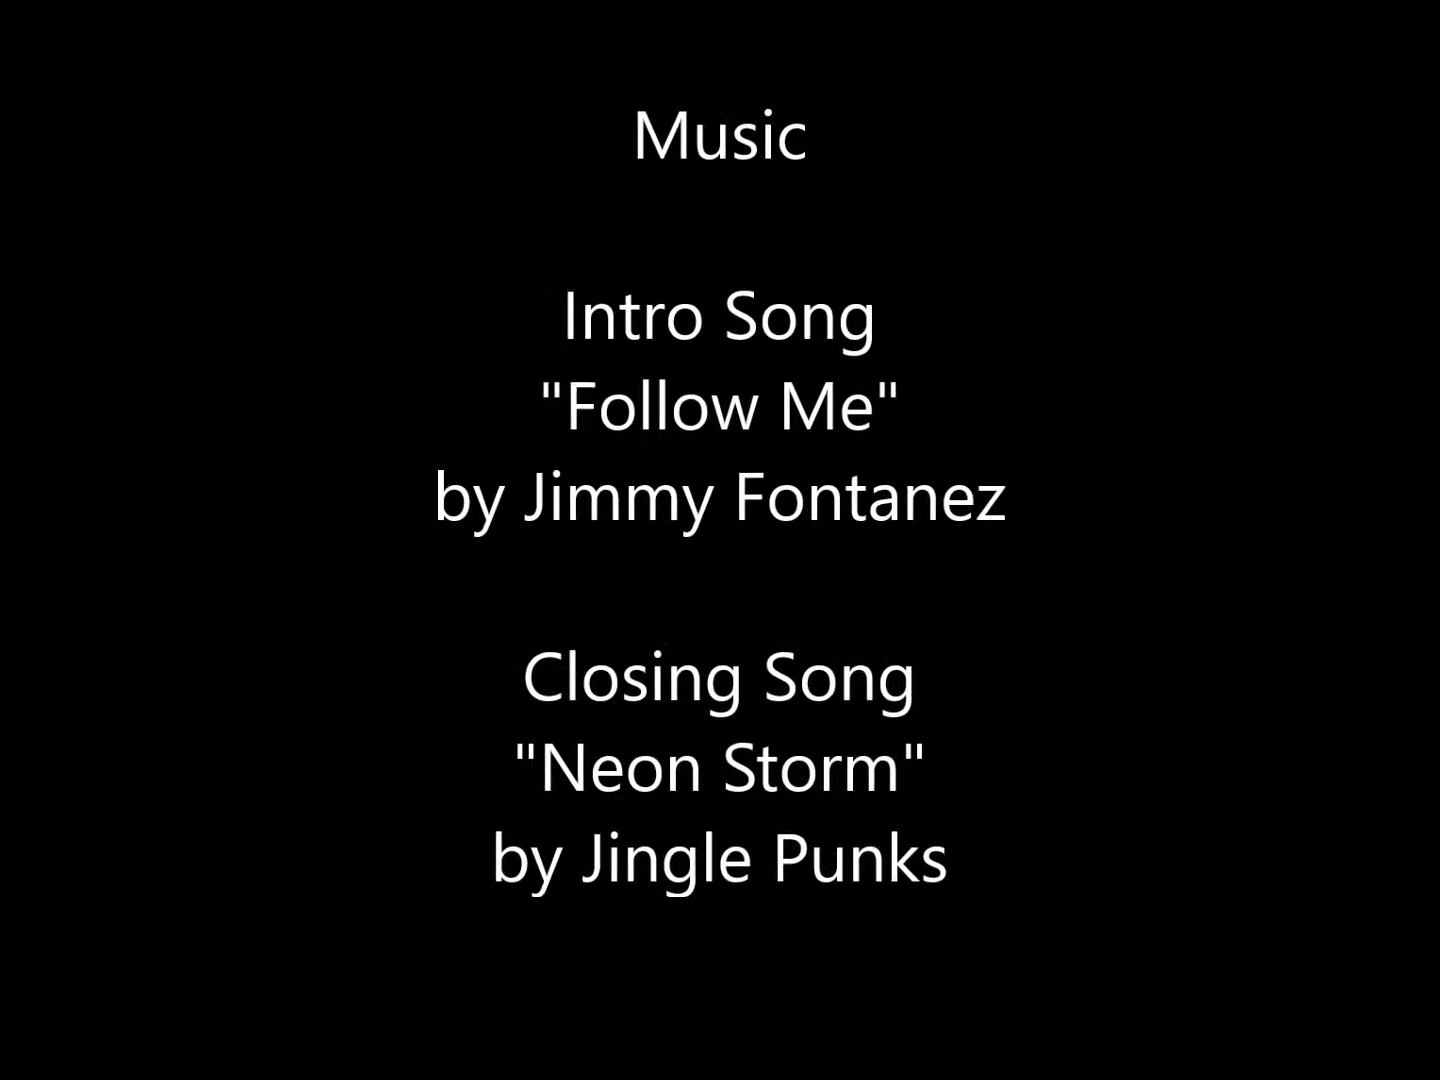 Music
Intro Song
"Follow Me"
by Jimmy Fontanez
Closing Song
"Neon Storm"
by Jingle Punks